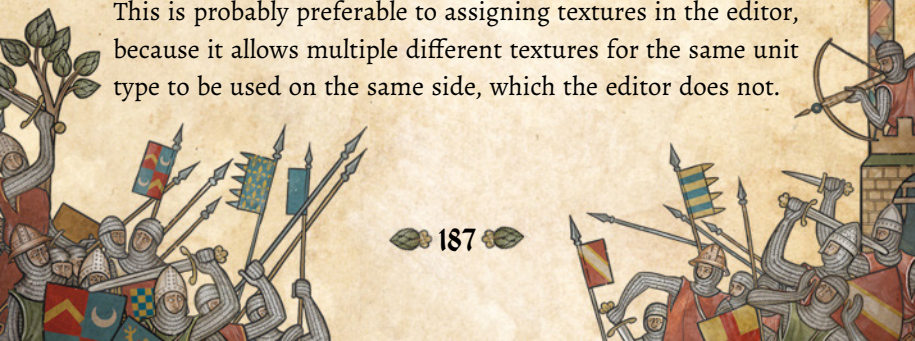 This is probably preferable to assigning textures in the editor,
because it allows multiple different textures for the same unit
type to be used on the same side, which the editor does not.
187